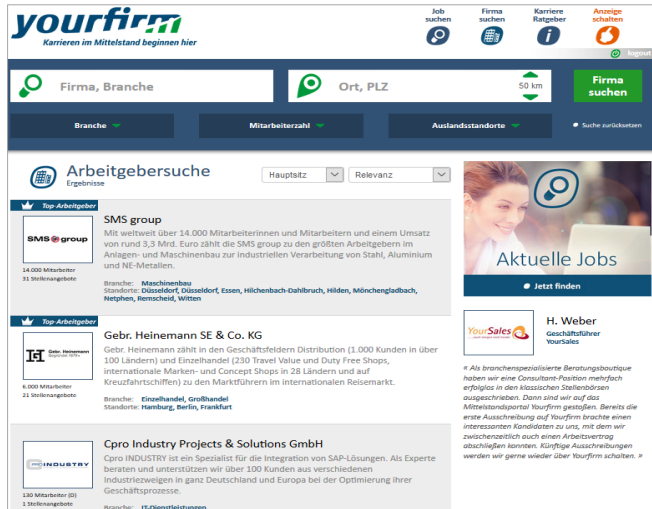 yourfirm
Karrieren im Mittelstand beginnen hier
Job suchen
Firma suchen
Karriere Ratgeber
Anzeige schalten
logout
Firma, Branche
Ort, PLZ
50 km
Firma suchen
Branche
Mitarbeiterzahl
Auslandsstandorte
Suche zurücksetzen
Arbeitgebersuche
Ergebnisse
Hauptsitz
Relevanz
Top-Arbeitgeber
SMS group
14.000 Mitarbeiter
31 Stellenangebote
SMS group
Mit weltweit über 14.000 Mitarbeiterinnen und Mitarbeitern und einem Umsatz
von rund 3,3 Mrd. Euro zählt die SMS group zu den größten Arbeitgebern im
Anlagen- und Maschinenbau zur industriellen Verarbeitung von Stahl, Aluminium
und NE-Metallen.
Branche: Maschinenbau
Standorte: Düsseldorf, Düsseldorf, Essen, Hilchenbach-Dahlbruch, Hilden, Mönchengladbach,
Netphen, Remscheid, Witten
Top-Arbeitgeber
Gebr. Heinemann
6.000 Mitarbeiter
21 Stellenangebote
Gebr. Heinemann SE & Co. KG
Gebr. Heinemann zählt in den Geschäftsfeldern Distribution (1.000 Kunden in über
100 Ländern) und Einzelhandel (230 Travel Value und Duty Free Shops,
internationale Marken- und Concept Shops in 28 Ländern und auf
Kreuzfahrtschiffen) zu den Marktführern im internationalen Reisemarkt.
Branche: Einzelhandel, Großhandel
Standorte: Hamburg, Berlin, Frankfurt
INDUSTRY
130 Mitarbeiter (D)
1 Stellenangebote
Cpro Industry Projects & Solutions GmbH
Cpro INDUSTRY ist ein Spezialist für die Integration von SAP-Lösungen. Als Experte
beraten und unterstützen wir über 100 Kunden aus verschiedenen
Industriezweigen in ganz Deutschland und Europa bei der Optimierung ihrer
Geschäftsprozesse.
Branche: IT-Dienstleistungen
Aktuelle Jobs
Jetzt finden
YourSales
H. Weber
Geschäftsführer
YourSales
« Als branchenspezialisierte Beratungsboutique
haben wir eine Consultant-Position mehrfach
erfolglos in den klassischen Stellenbörsen
ausgeschrieben. Dann sind wir auf das
Mittelstandsportal Yourfirm gestoßen. Bereits die
erste Ausschreibung auf Yourfirm brachte einen
interessanten Kandidaten zu uns, mit dem wir
zwischenzeitlich auch einen Arbeitsvertrag
abschließen konnten. Künftige Ausschreibungen
werden wir gerne wieder über Yourfirm schalten. »